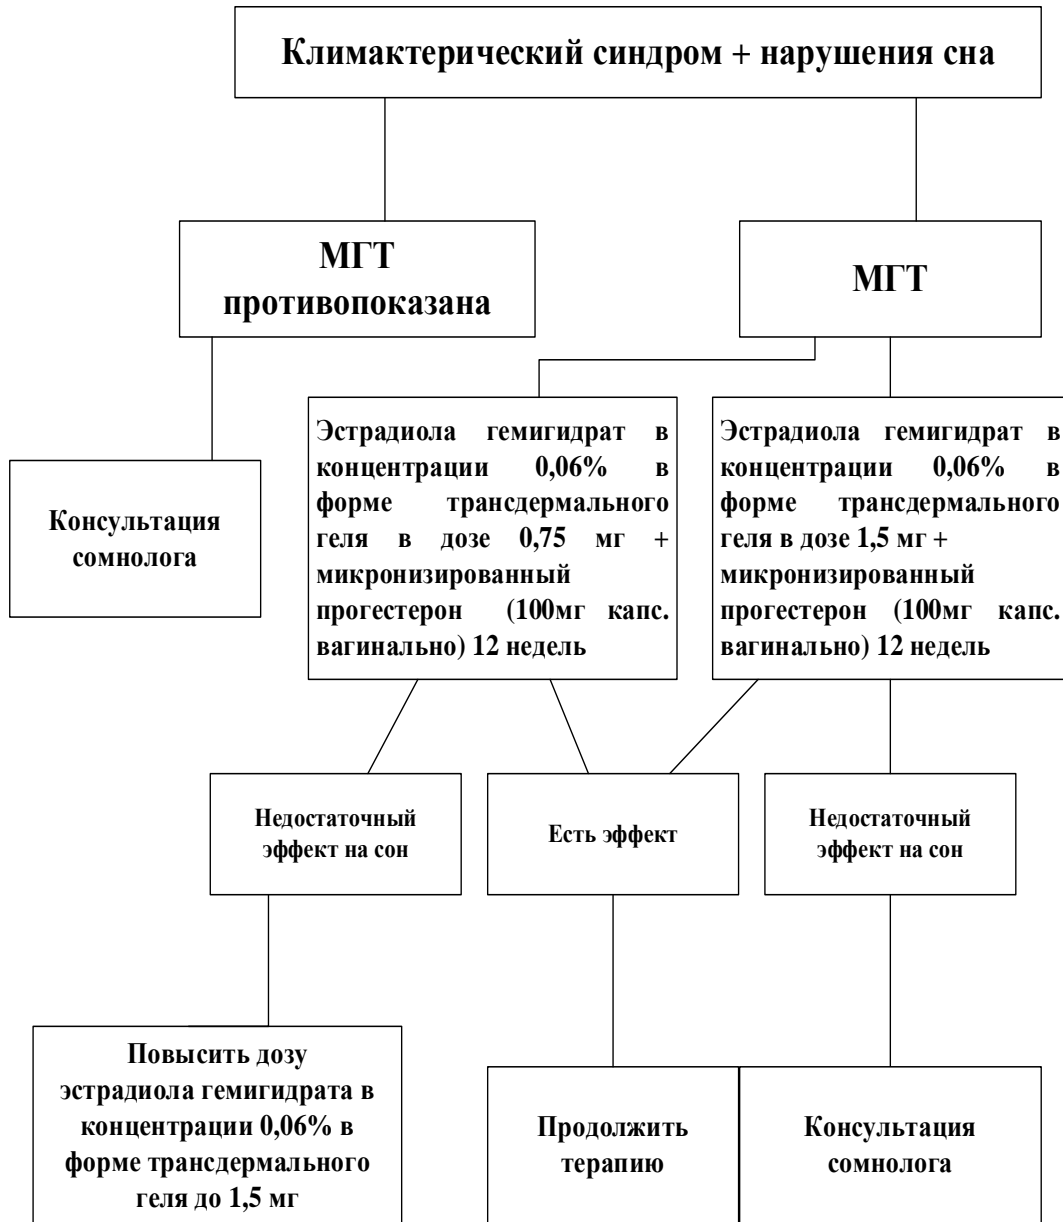 Климактерический синдром + нарушения сна
МГТ
противопоказана
МГТ
Эстрадиола гемигидрат в
концентрации 0,06% в
форме трансдермального
геля в дозе 0,75 мг +
микронизированный
прогестерон (100мг капс.
вагинально) 12 недель
Эстрадиола гемигидрат в
концентрации 0,06% в
форме трансдермального
геля в дозе 1,5 мг +
микронизированный
прогестерон (100мг капс.
вагинально) 12 недель
Консультация
сомнолога
Недостаточный
эффект на сон
Есть эффект
Недостаточный
эффект на сон
Повысить дозу
эстрадиола гемигидрата в
концентрации 0,06% в
форме трансдермального
геля до 1,5 мг
Продолжить
терапию
Консультация
сомнолога